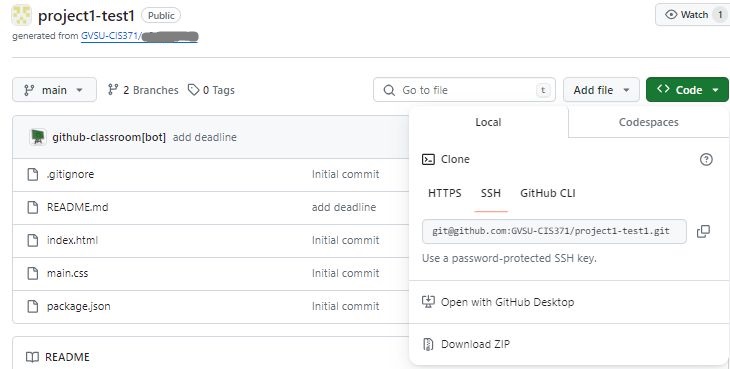 project1-test1 Public
Watch 1
generated from GVSU-CIS371/
main
2 Branches
0 Tags
Go to file
t
Add file
Code
Local
Codespaces
github-classroom[bot] add deadline
Clone
.gitignore Initial commit
HTTPS
SSH
GitHub CLI
README.md add deadline
git@github.com:GVSU-CIS371/project1-test1.git
index.html Initial commit
Use a password-protected SSH key.
main.css Initial commit
Open with GitHub Desktop
package.json Initial commit
Download ZIP
README